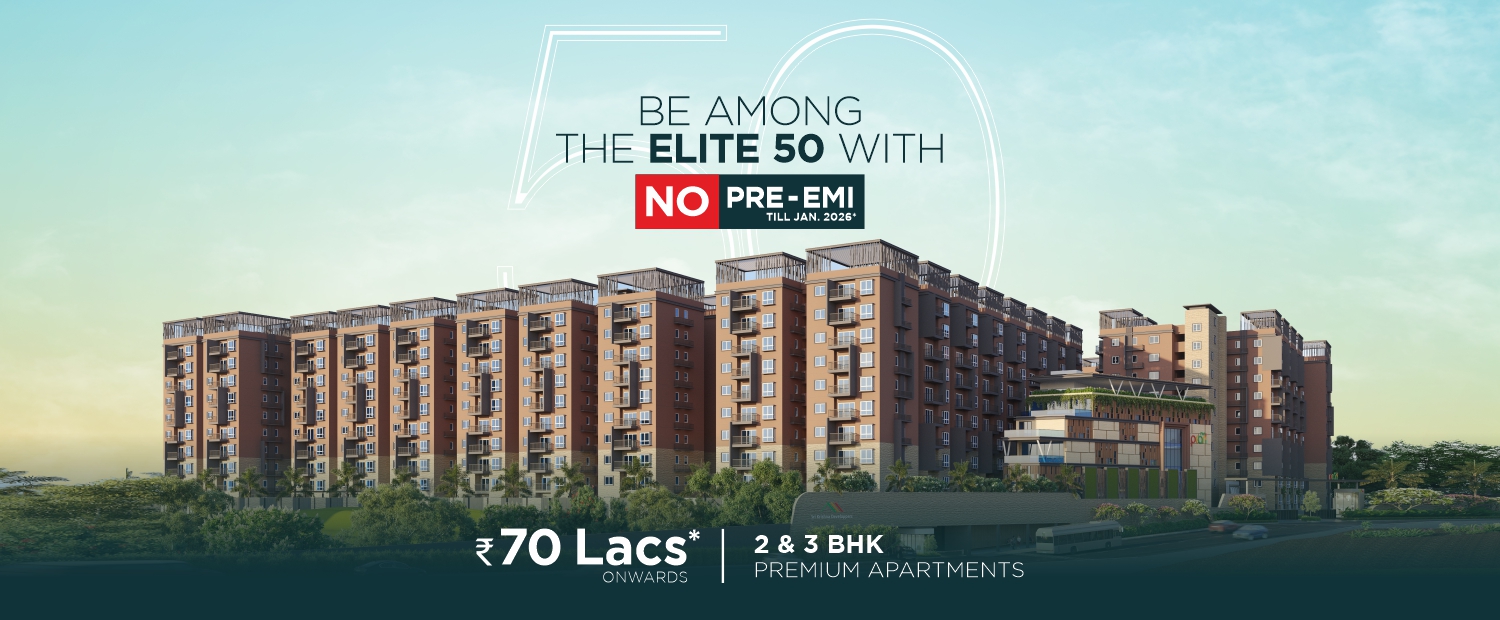 50
BE AMONG
THE ELITE 50 WITH
NO PRE-EMI
TILL JAN. 2026*
₹70 Lacs*
ONWARDS
2 & 3 BHK
PREMIUM APARTMENTS